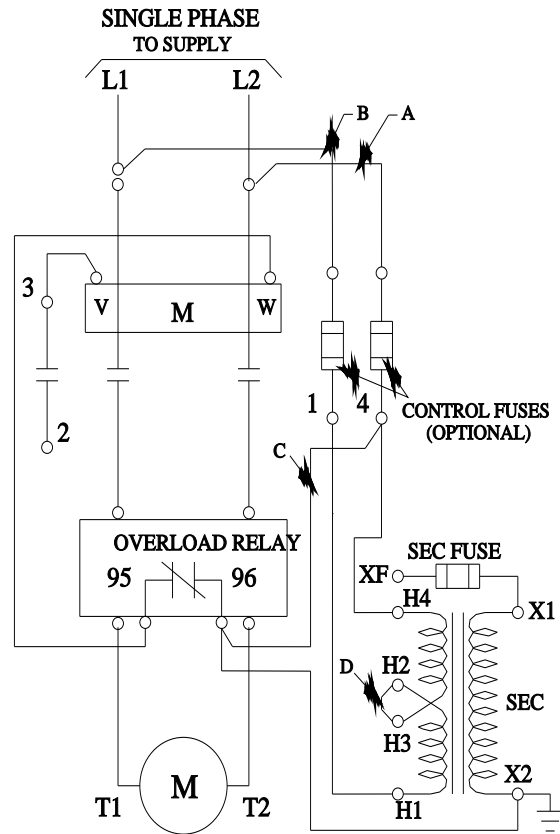 SINGLE PHASE
TO SUPPLY
L1
L2
B
A
3
V
M
W
2
1
4
CONTROL FUSES
(OPTIONAL)
C
OVERLOAD RELAY
95
96
SEC FUSE
XF
H4
X1
D
H2
SEC
H3
X2
T1
M
T2
H1